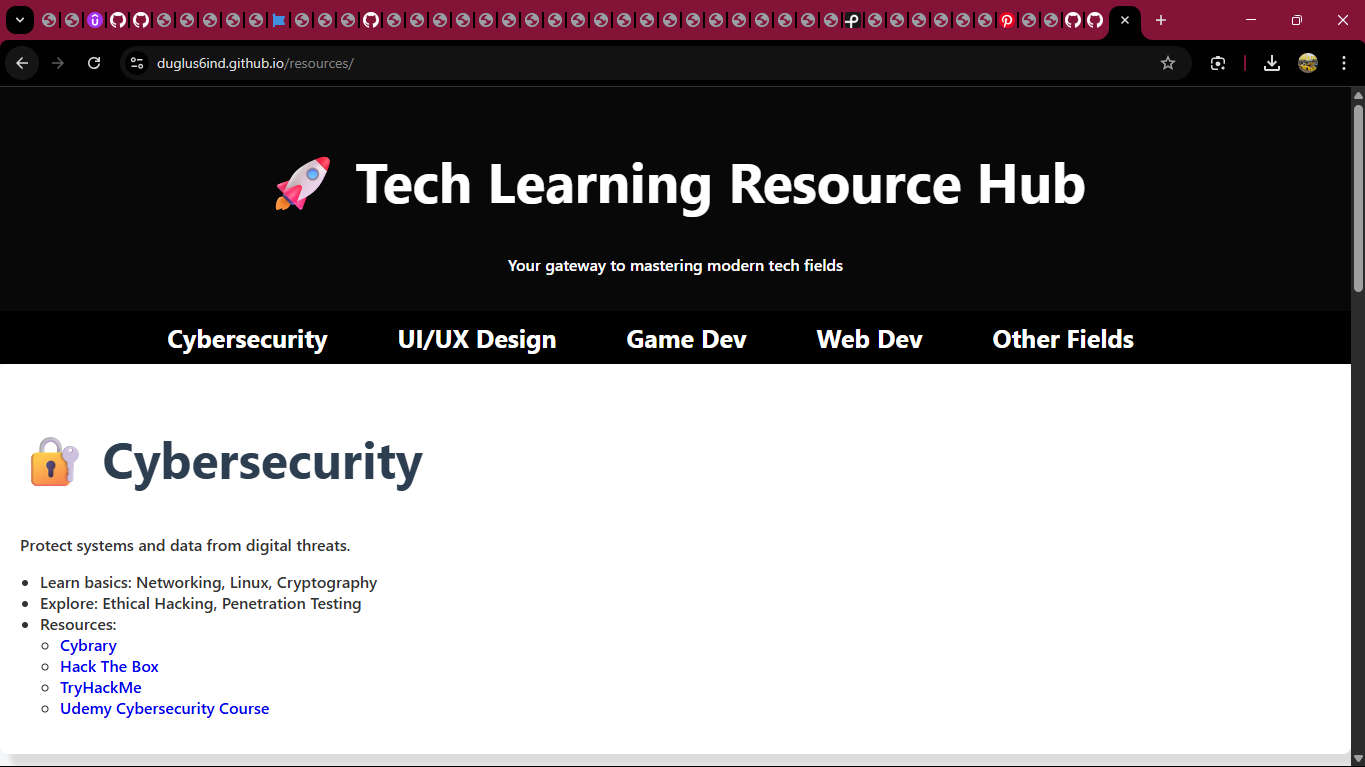 duglus6ind.github.io/resources/
🚀 Tech Learning Resource Hub
Your gateway to mastering modern tech fields
Cybersecurity UI/UX Design Game Dev Web Dev Other Fields
🔐 Cybersecurity
Protect systems and data from digital threats.
• Learn basics: Networking, Linux, Cryptography
• Explore: Ethical Hacking, Penetration Testing
• Resources:
○ Cybrary
○ Hack The Box
○ TryHackMe
○ Udemy Cybersecurity Course